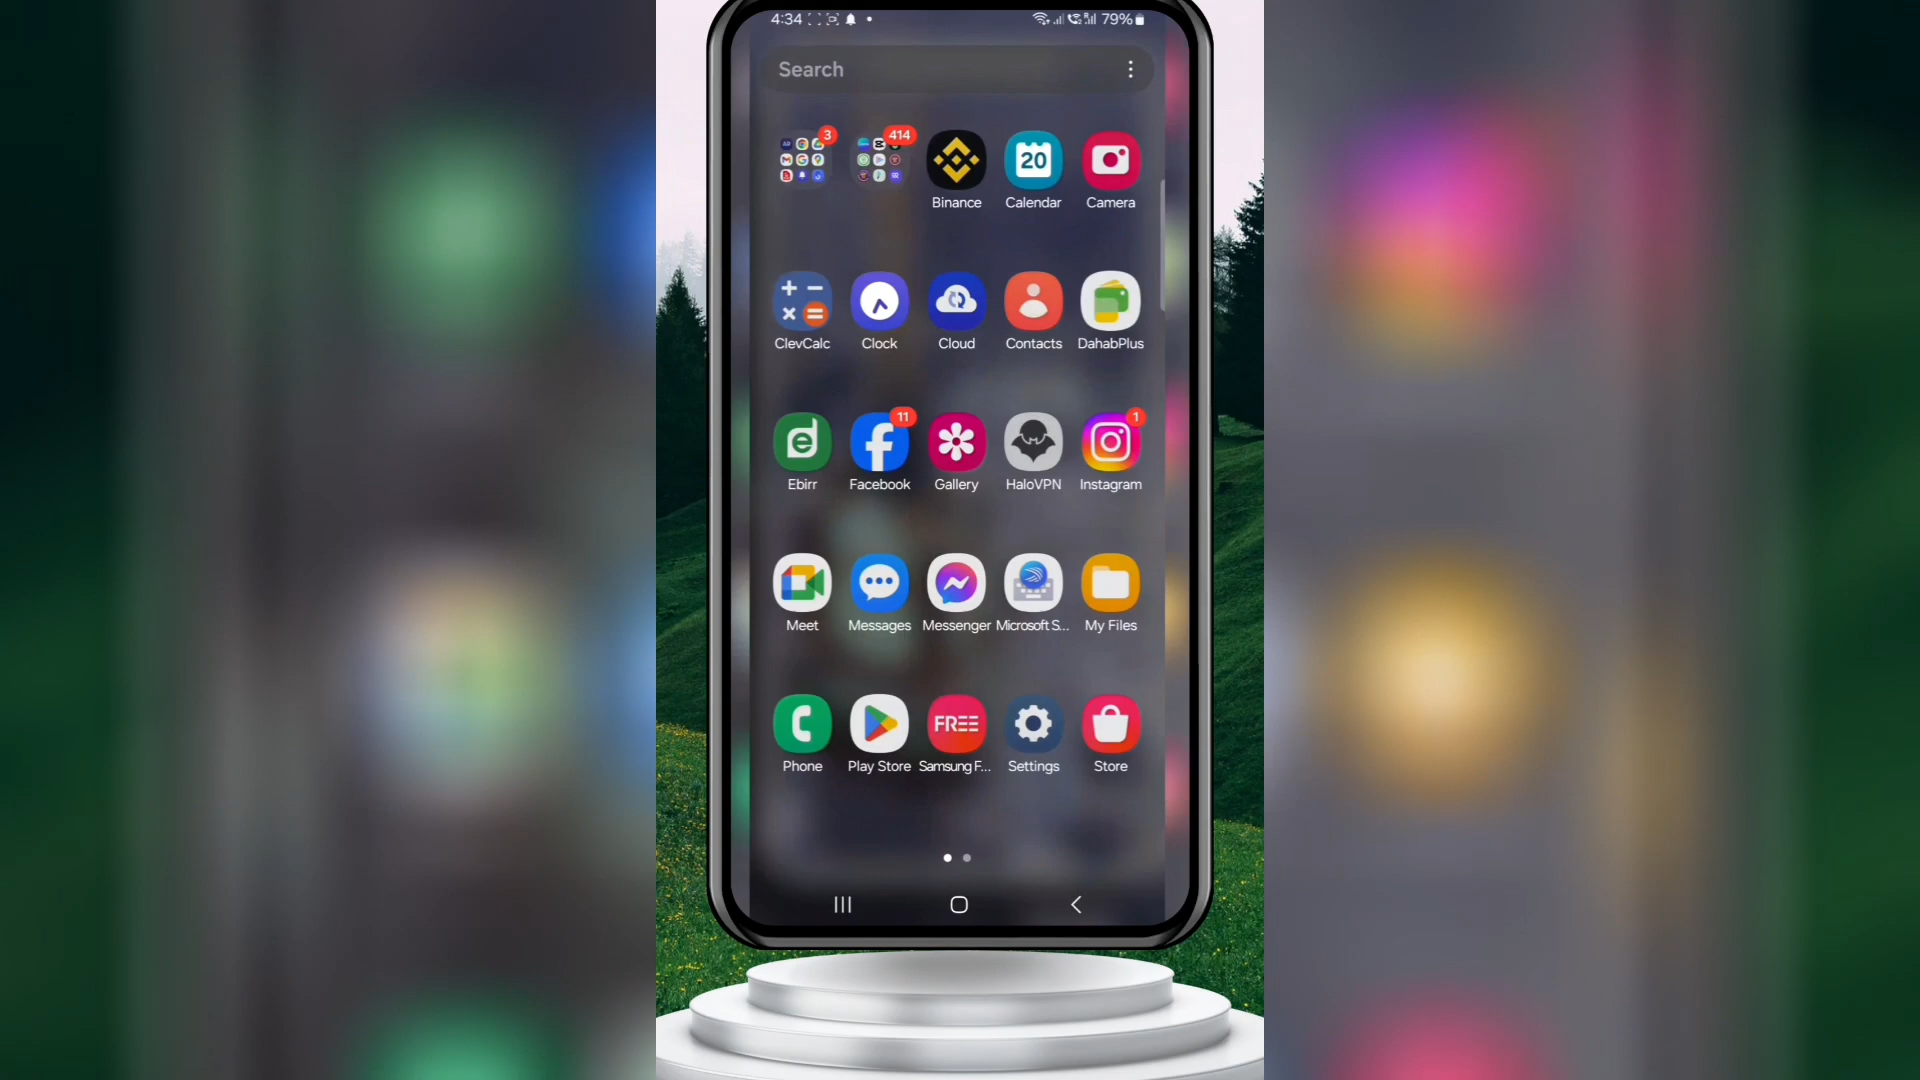 4:34 79%
Search
3 414
20
Binance Calendar Camera
ClevCalc Clock Cloud Contacts DahabPlus
11 1
Ebirr Facebook Gallery HaloVPN Instagram
Meet Messages Messenger Microsoft S... My Files
FREE
Phone Play Store Samsung F... Settings Store